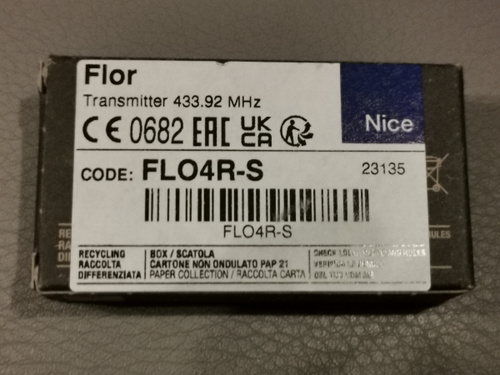 Flor
Transmitter 433.92 MHz
CE 0682 EAC UK CA
Nice
CODE: FLO4R-S
23135
FLO4R-S
RECYCLING
RACCOLTA
DIFFERENZIATA
BOX / SCATOLA
CARTONE NON ONDULATO PAP 21
PAPER COLLECTION / RACCOLTA CARTA
CHECK